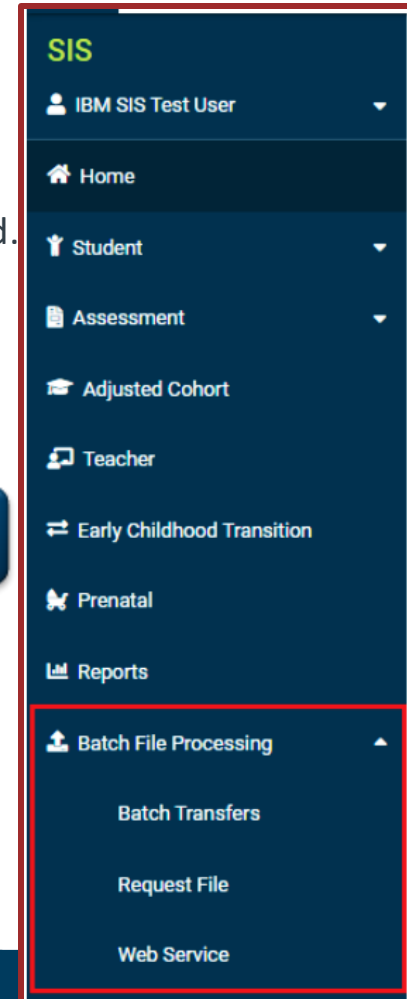 SIS
IBM SIS Test User
Home
d.
Student
Assessment
Adjusted Cohort
Teacher
Early Childhood Transition
Prenatal
Reports
Batch File Processing
Batch Transfers
Request File
Web Service